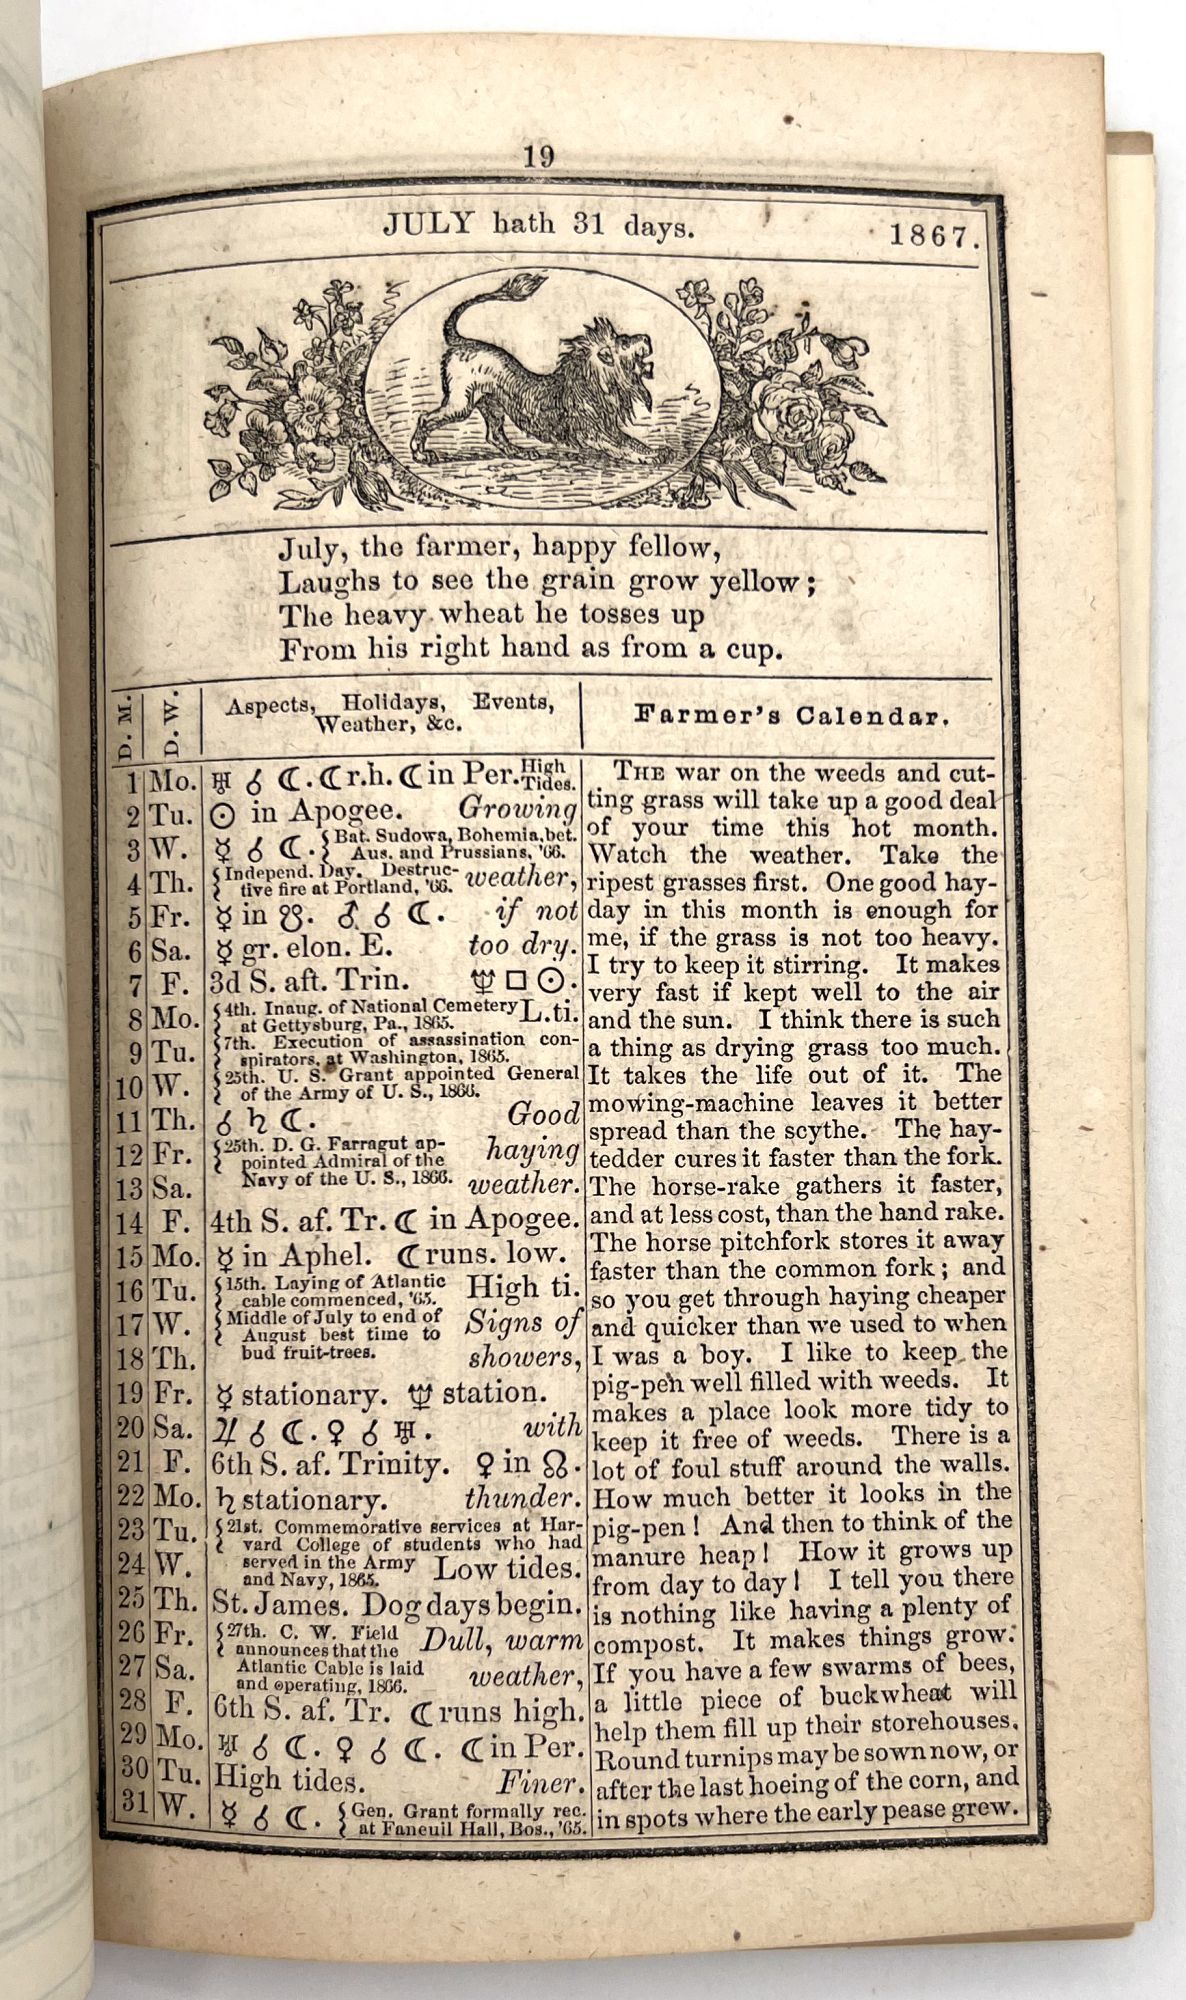 19
JULY hath 31 days. 1867.
July, the farmer, happy fellow,
Laughs to see the grain grow yellow;
The heavy wheat he tosses up
From his right hand as from a cup.
D. M. D. W. Aspects, Holidays, Events, Weather, &c.
1 Mo. ♅ ☌ ☾. ☾ r.h. ☾ in Per. High Tides.
2 Tu. ☉ in Apogee. Growing
3 W. ☿ ☌ ☾. { Bat. Sudowa, Bohemia, bet. Aus. and Prussians, '66.
4 Th. { Independ. Day. Destructive fire at Portland, '66. weather,
5 Fr. ☿ in ☋. ♂ ☌ ☾. if not
6 Sa. ☿ gr. elon. E. too dry.
7 F. 3d S. aft. Trin. ♆ □ ☉.
8 Mo. { 4th. Inaug. of National Cemetery at Gettysburg, Pa., 1865. L.ti.
9 Tu. { 7th. Execution of assassination conspirators, at Washington, 1865.
10 W. { 25th. U. S. Grant appointed General of the Army of U. S., 1866.
11 Th. ☌ ♄ ☾. Good
12 Fr. { 25th. D. G. Farragut ap- haying
13 Sa. pointed Admiral of the Navy of the U. S., 1866. weather.
14 F. 4th S. af. Tr. ☾ in Apogee.
15 Mo. ☿ in Aphel. ☾ runs. low.
16 Tu. { 15th. Laying of Atlantic cable commenced, '65. High ti.
17 W. { Middle of July to end of August best time to Signs of
18 Th. bud fruit-trees. showers,
19 Fr. ☿ stationary. ♆ station.
20 Sa. ♃ ☌ ☾. ♀ ☌ ♅. with
21 F. 6th S. af. Trinity. ♀ in ☊.
22 Mo. ♄ stationary. thunder.
23 Tu. { 21st. Commemorative services at Harvard College of students who had
24 W. served in the Army and Navy, 1865. Low tides.
25 Th. St. James. Dog days begin.
26 Fr. { 27th. C. W. Field announces that the Dull, warm
27 Sa. Atlantic Cable is laid and operating, 1866. weather,
28 F. 6th S. af. Tr. ☾ runs high.
29 Mo. ♅ ☌ ☾. ♀ ☌ ☾. ☾ in Per.
30 Tu. High tides. Finer.
31 W. ☿ ☌ ☾. { Gen. Grant formally rec. at Faneuil Hall, Bos., '65.
Farmer's Calendar.
THE war on the weeds and cut-
ting grass will take up a good deal
of your time this hot month.
Watch the weather. Take the
ripest grasses first. One good hay-
day in this month is enough for
me, if the grass is not too heavy.
I try to keep it stirring. It makes
very fast if kept well to the air
and the sun. I think there is such
a thing as drying grass too much.
It takes the life out of it. The
mowing-machine leaves it better
spread than the scythe. The hay-
tedder cures it faster than the fork.
The horse-rake gathers it faster,
and at less cost, than the hand rake.
The horse pitchfork stores it away
faster than the common fork; and
so you get through haying cheaper
and quicker than we used to when
I was a boy. I like to keep the
pig-pen well filled with weeds. It
makes a place look more tidy to
keep it free of weeds. There is a
lot of foul stuff around the walls.
How much better it looks in the
pig-pen! And then to think of the
manure heap! How it grows up
from day to day! I tell you there
is nothing like having a plenty of
compost. It makes things grow.
If you have a few swarms of bees,
a little piece of buckwheat will
help them fill up their storehouses.
Round turnips may be sown now, or
after the last hoeing of the corn, and
in spots where the early pease grew.